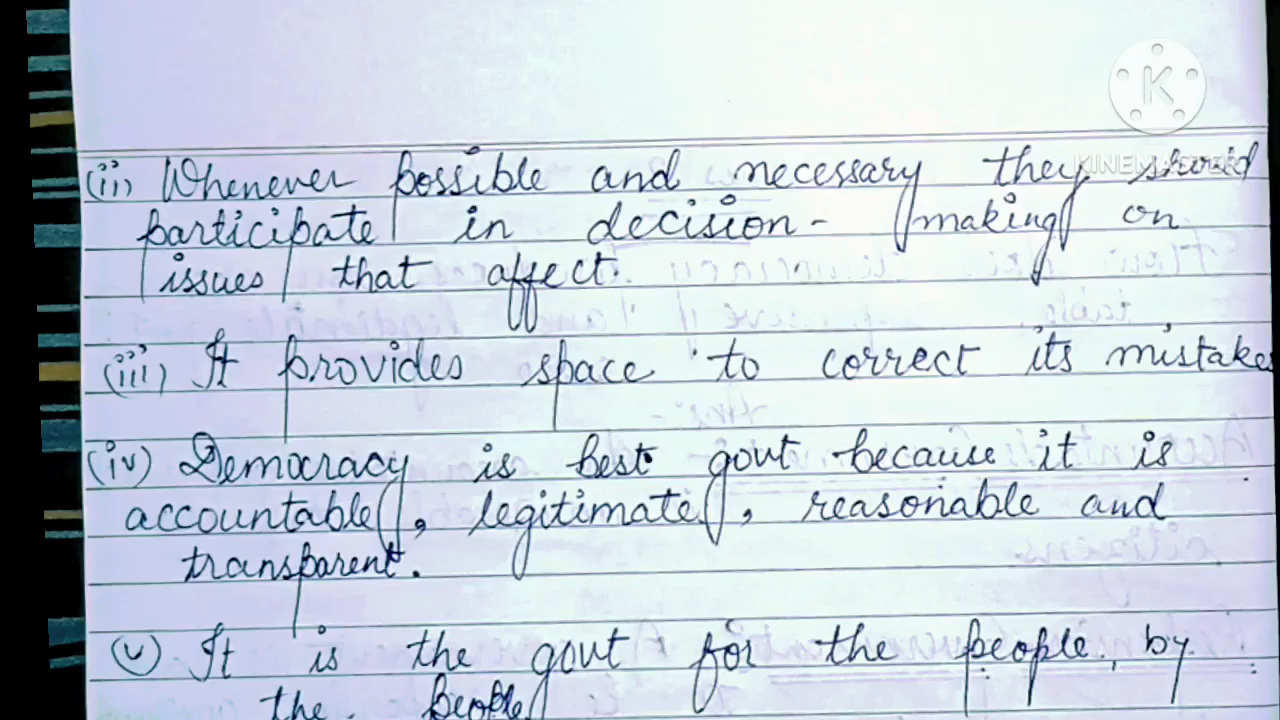 K
KINEMASTER
(ii) Whenever possible and necessary they should
participate in decision - making on
issues that affect.
(iii) It provides space to correct its mistakes
(iv) Democracy is best govt because it is
accountable, legitimate, reasonable and
transparent.
(v) It is the govt for the people, by
the people